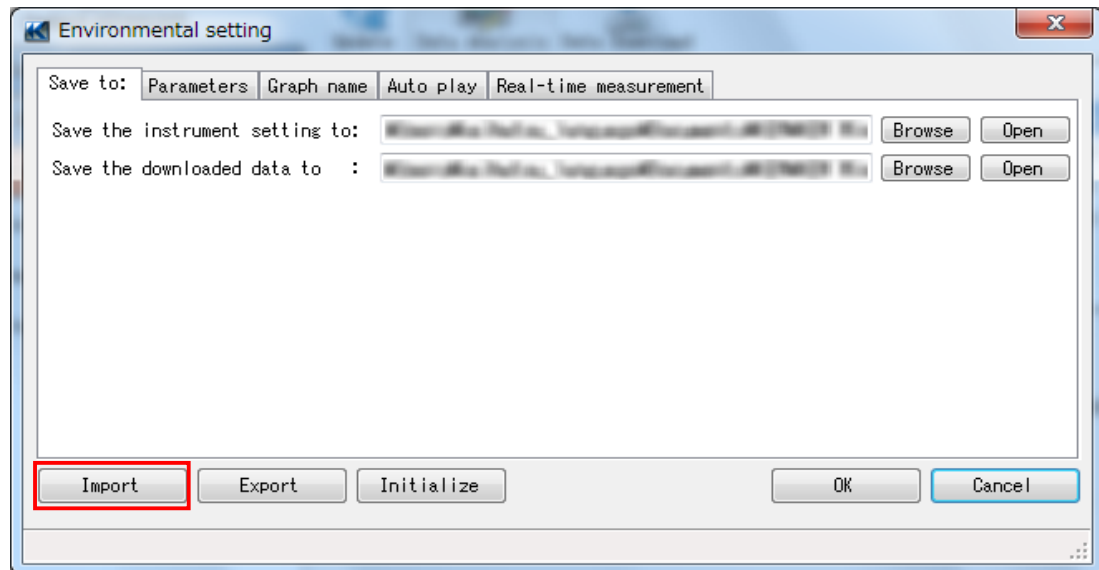 Environmental setting
Save to: Parameters Graph name Auto play Real-time measurement
Save the instrument setting to: Browse Open
Save the downloaded data to : Browse Open
Import Export Initialize OK Cancel